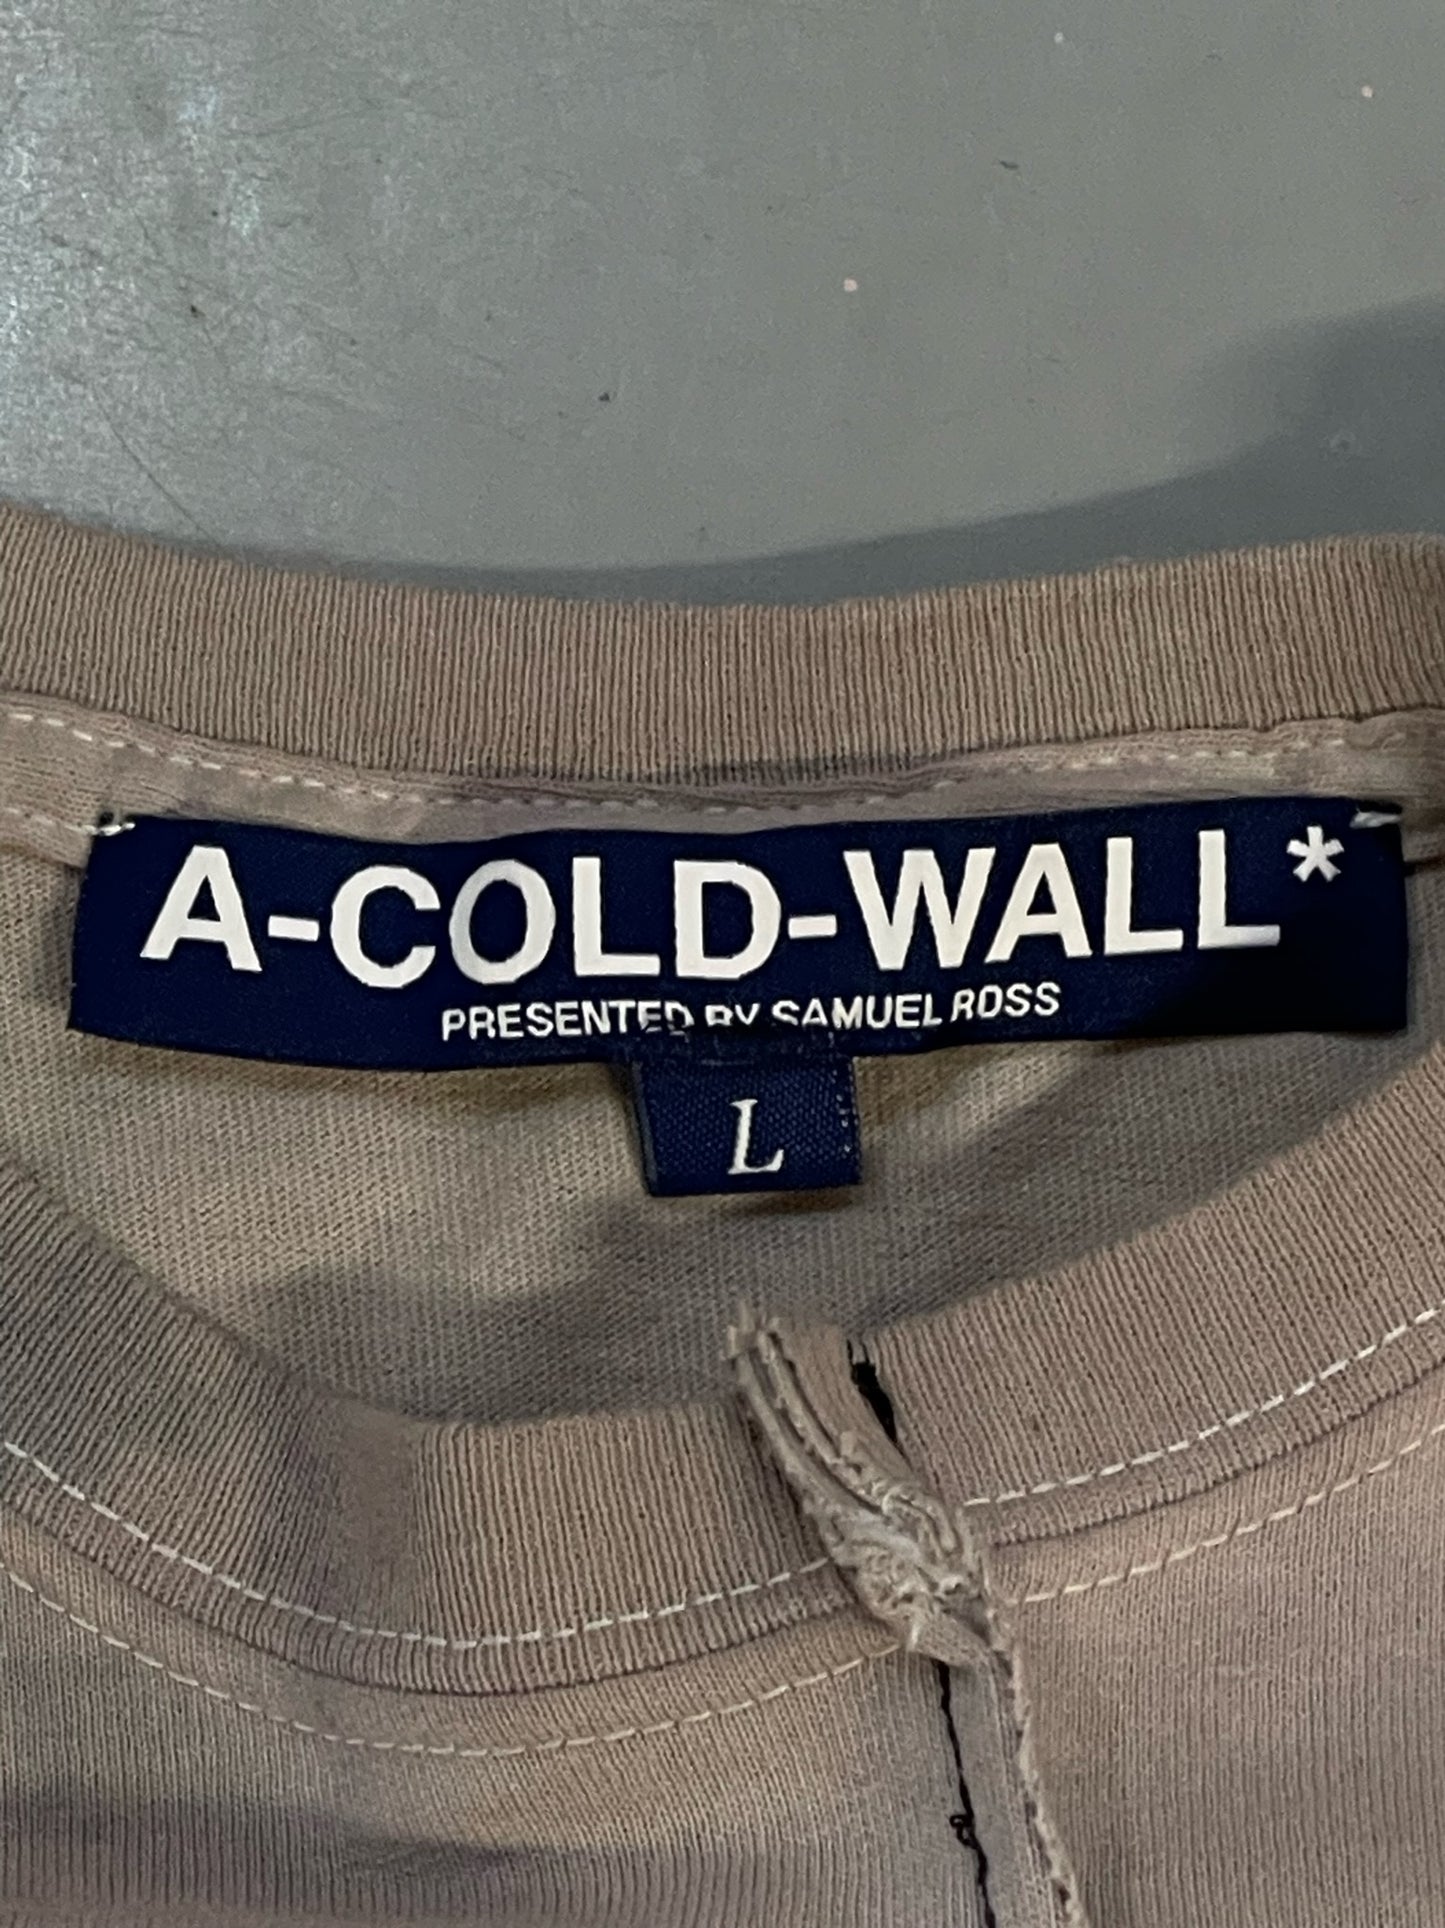 A-COLD-WALL*
PRESENTED BY SAMUEL ROSS
L